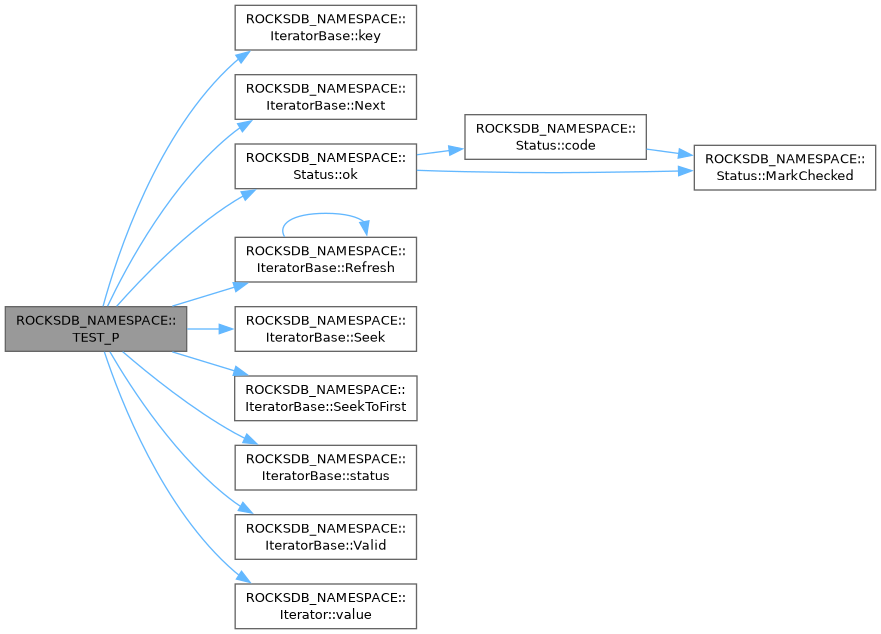 ROCKSDB_NAMESPACE::
IteratorBase::key
ROCKSDB_NAMESPACE::
IteratorBase::Next
ROCKSDB_NAMESPACE::
Status::code
ROCKSDB_NAMESPACE::
Status::ok
ROCKSDB_NAMESPACE::
Status::MarkChecked
ROCKSDB_NAMESPACE::
IteratorBase::Refresh
ROCKSDB_NAMESPACE::
TEST_P
ROCKSDB_NAMESPACE::
IteratorBase::Seek
ROCKSDB_NAMESPACE::
IteratorBase::SeekToFirst
ROCKSDB_NAMESPACE::
IteratorBase::status
ROCKSDB_NAMESPACE::
IteratorBase::Valid
ROCKSDB_NAMESPACE::
Iterator::value